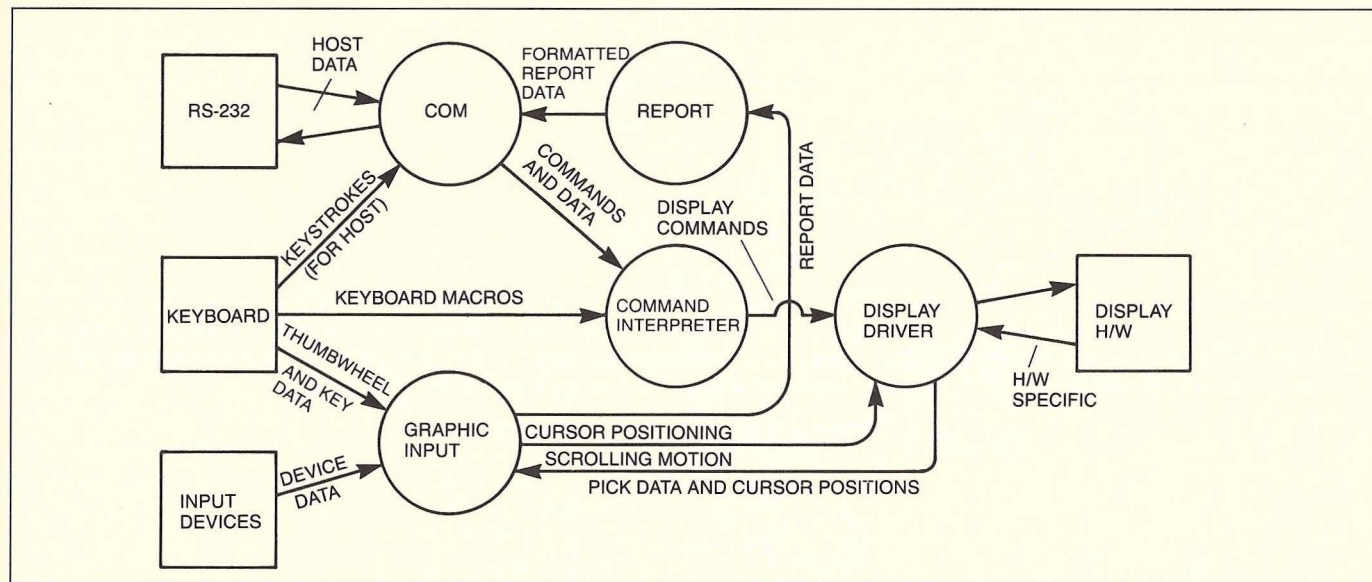 HOST
DATA
RS-232
COM
FORMATTED
REPORT
DATA
REPORT
KEYSTROKES
(FOR HOST)
COMMANDS
AND DATA
DISPLAY
COMMANDS
REPORT DATA
KEYBOARD
KEYBOARD MACROS
COMMAND
INTERPRETER
DISPLAY
DRIVER
DISPLAY
H/W
H/W
SPECIFIC
THUMBWHEEL
AND KEY
DATA
GRAPHIC
INPUT
CURSOR POSITIONING
SCROLLING MOTION
PICK DATA AND CURSOR POSITIONS
INPUT
DEVICES
DEVICE
DATA